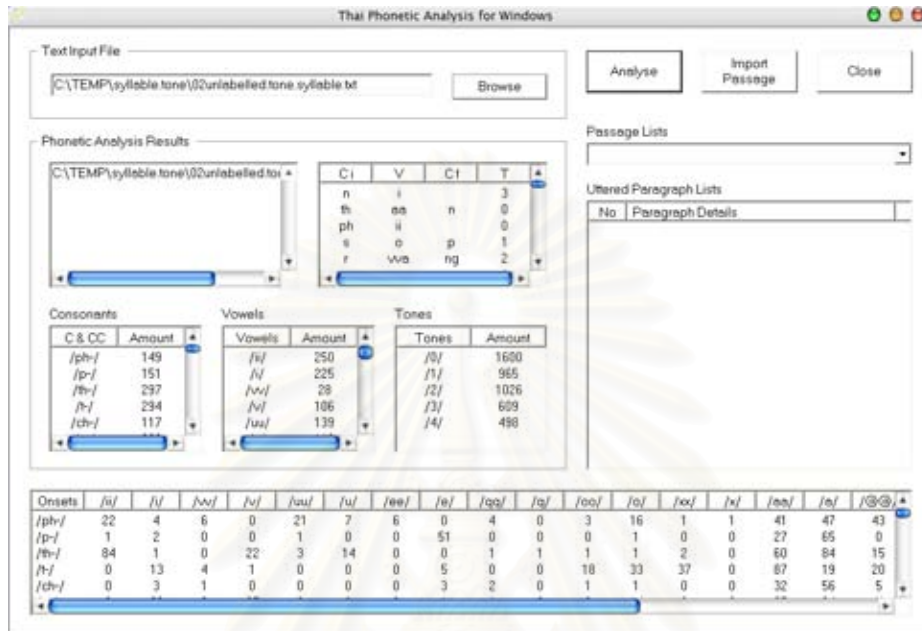 Thai Phonetic Analysis for Windows
Text Input File
C:\TEMP\syllable.tone\02unlabelled.tone.syllable.txt
Browse
Analyse
Import Passage
Close
Phonetic Analysis Results
C:\TEMP\syllable.tone\02unlabelled.to
Ci V Cf T
n i 3
th aa n 0
ph ii 0
s o p 1
r vva ng 2
Passage Lists
Uttered Paragraph Lists
No Paragraph Details
Consonants
C & CC Amount
/ph-/ 149
/p-/ 151
/th-/ 297
/t-/ 294
/ch-/ 117
Vowels
Vowels Amount
/ii/ 250
/i/ 225
/vv/ 28
/v/ 106
/uu/ 139
Tones
Tones Amount
/0/ 1600
/1/ 965
/2/ 1026
/3/ 609
/4/ 498
Onsets /ii/ /i/ /vv/ /v/ /uu/ /u/ /ee/ /e/ /qq/ /q/ /oo/ /o/ /xx/ /x/ /aa/ /a/ /@@/
/ph-/ 22 4 6 0 21 7 6 0 4 0 3 16 1 1 41 47 43
/p-/ 1 2 0 0 1 0 0 51 0 0 0 1 0 0 27 65 0
/th-/ 84 1 0 22 3 14 0 0 1 1 1 1 2 0 60 84 15
/t-/ 0 13 4 1 0 0 0 5 0 0 18 33 37 0 87 19 20
/ch-/ 0 3 1 0 0 0 0 3 2 0 1 1 0 0 32 56 5